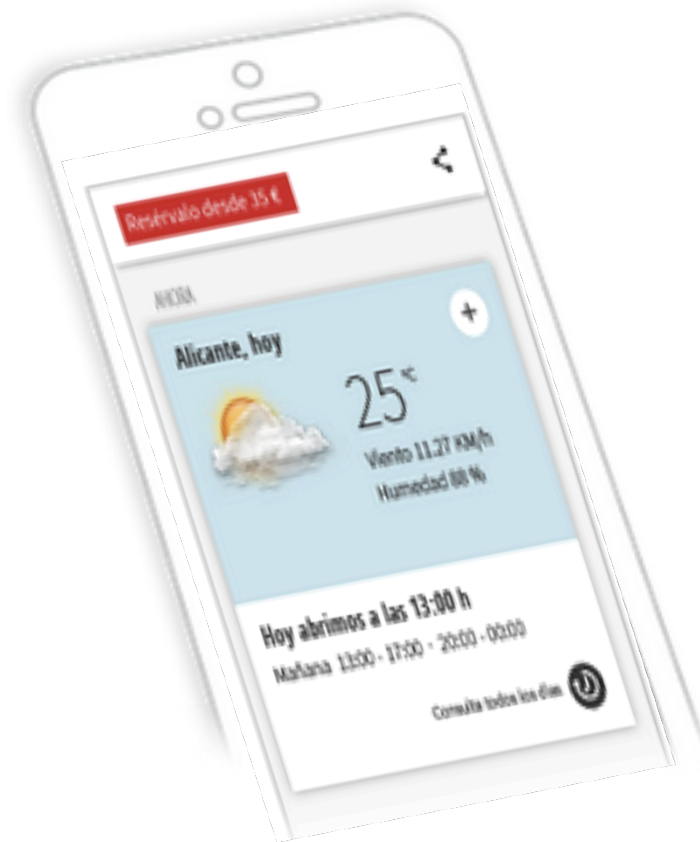 Resérvalo desde 35 €
AHORA
Alicante, hoy
25 °C
Viento 11.27 KM/h
Humedad 88 %
Hoy abrimos a las 13:00 h
Mañana 13:00 - 17:00 - 20:00 - 00:00
Consulta todos los días